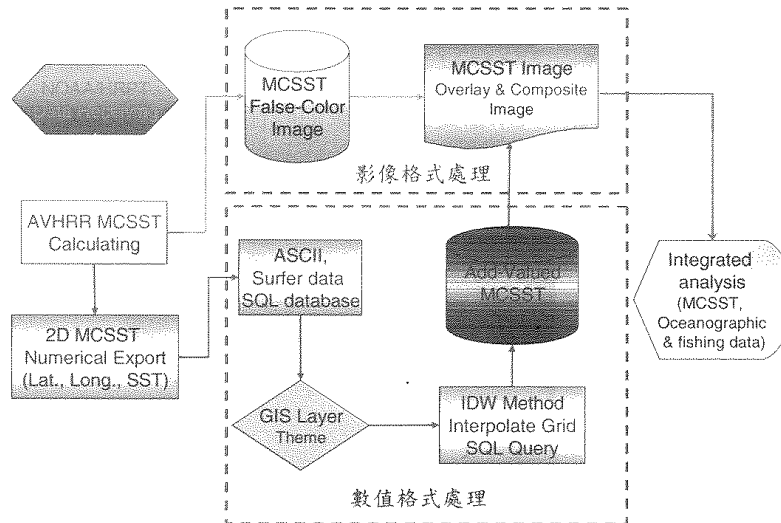 MCSST
False-Color
Image
MCSST Image
Overlay & Composite
Image
影像格式處理
AVHRR MCSST
Calculating
2D MCSST
Numerical Export
(Lat., Long., SST)
ASCII,
Surfer data
SQL database
GIS Layer
Theme
IDW Method
Interpolate Grid
SQL Query
Add-Valued
MCSST
數值格式處理
Integrated
analysis
(MCSST,
Oceanographic
& fishing data)